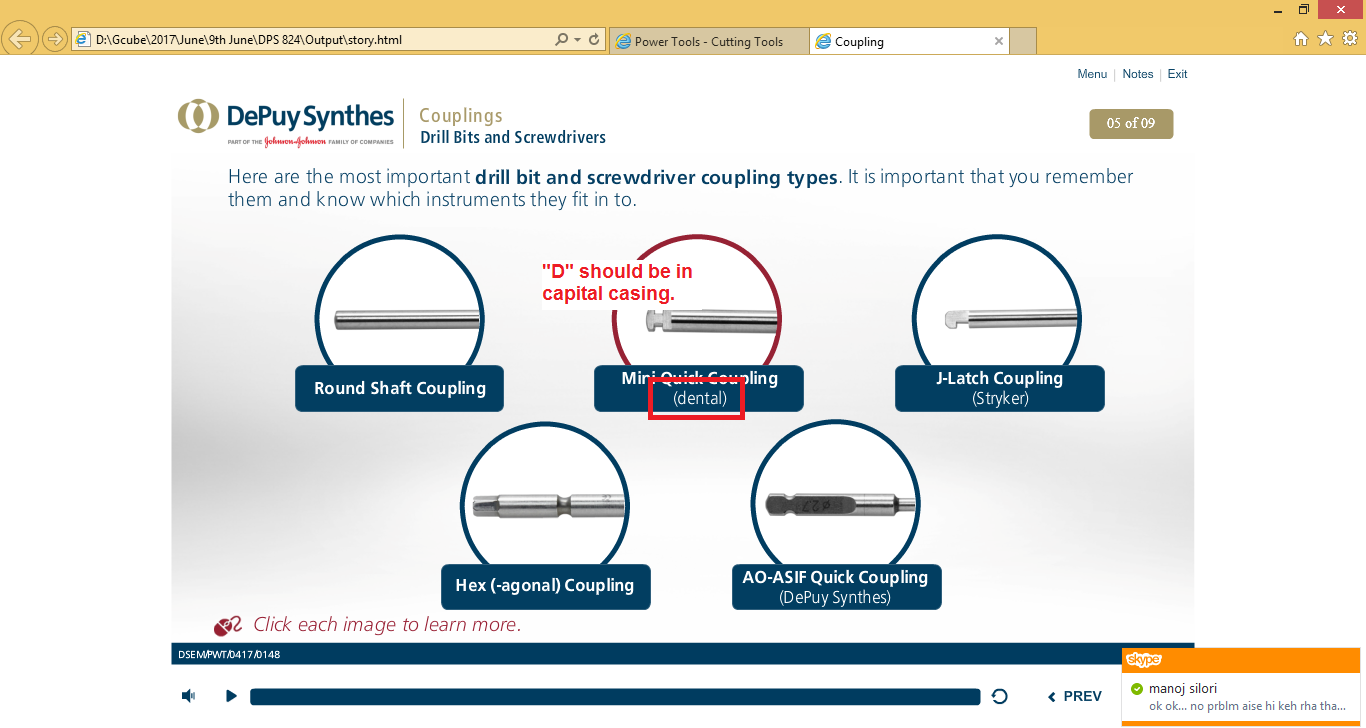 D:\Gcube\2017\June\9th June\DPS 824\Output\story.html
Power Tools - Cutting Tools
Coupling
Menu | Notes | Exit
DePuySynthes
PART OF THE Johnson & Johnson FAMILY OF COMPANIES
Couplings
Drill Bits and Screwdrivers
05 of 09
Here are the most important drill bit and screwdriver coupling types. It is important that you remember
them and know which instruments they fit in to.
"D" should be in
capital casing.
Round Shaft Coupling
Mini Quick Coupling
(dental)
J-Latch Coupling
(Stryker)
Hex (-agonal) Coupling
AO-ASIF Quick Coupling
(DePuy Synthes)
Click each image to learn more.
DSEM/PWT/0417/0148
PREV
skype
manoj silori
ok ok... no prblm aise hi keh rha tha...